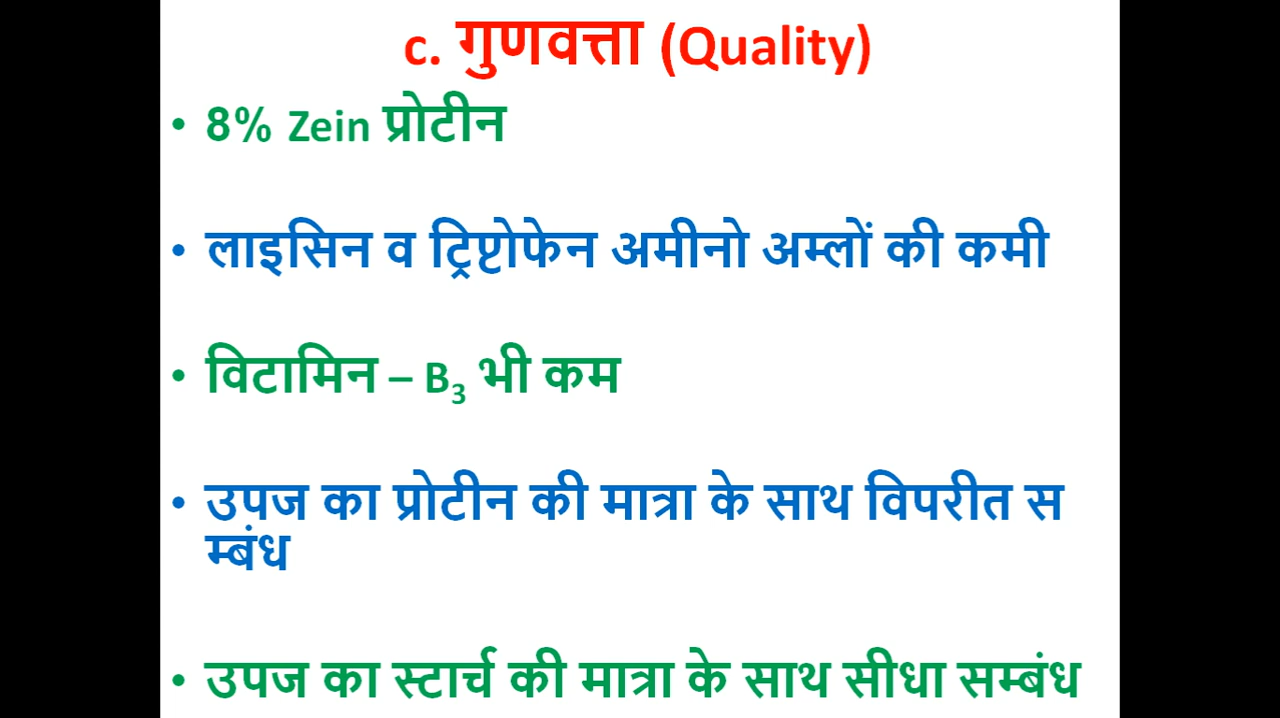 c. गुणवत्ता (Quality)
• 8% Zein प्रोटीन
• लाइसिन व ट्रिप्टोफेन अमीनो अम्लों की कमी
• विटामिन – B₃ भी कम
• उपज का प्रोटीन की मात्रा के साथ विपरीत स
म्बंध
• उपज का स्टार्च की मात्रा के साथ सीधा सम्बंध